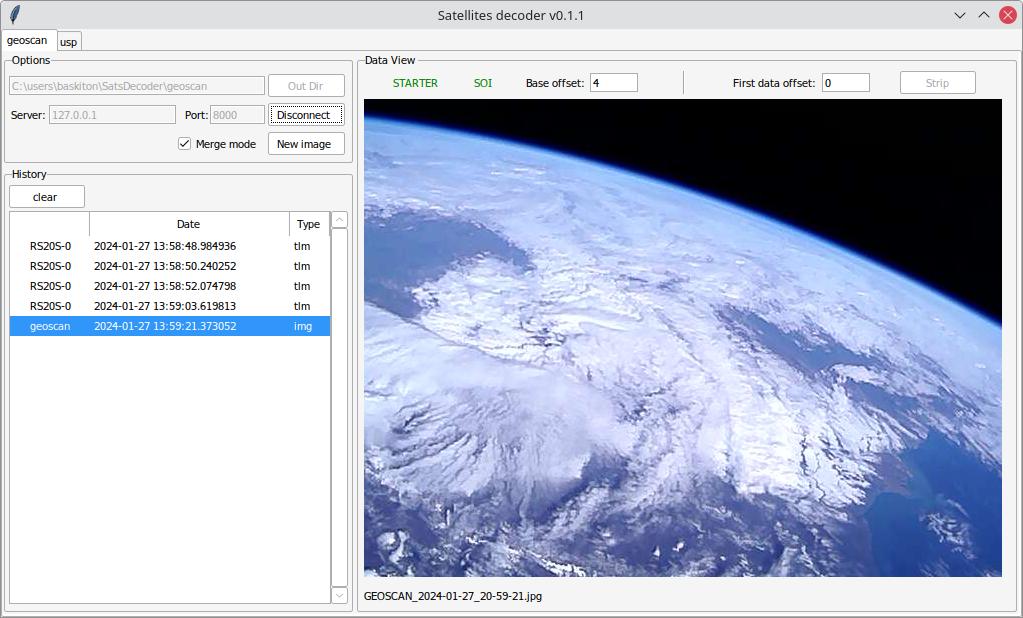 Satellites decoder v0.1.1
geoscan usp
Options
C:\users\baskiton/SatsDecoder\geoscan Out Dir
Server: 127.0.0.1 Port: 8000 Disconnect
Merge mode New image
History
clear
Date Type
RS20S-0 2024-01-27 13:58:48.984936 tlm
RS20S-0 2024-01-27 13:58:50.240252 tlm
RS20S-0 2024-01-27 13:58:52.074798 tlm
RS20S-0 2024-01-27 13:59:03.619813 tlm
geoscan 2024-01-27 13:59:21.373052 img
Data View
STARTER SOI Base offset: 4 First data offset: 0 Strip
GEOSCAN_2024-01-27_20-59-21.jpg